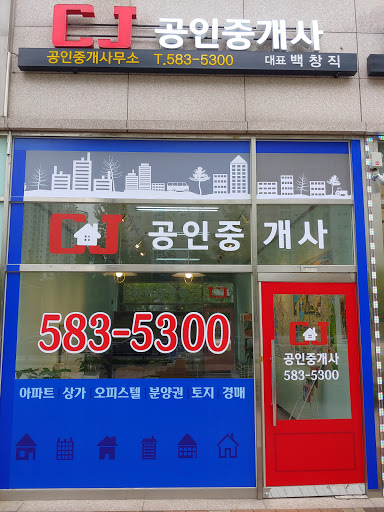 CJ 공인중개사
공인중개사무소 T.583-5300 대표 백창직
CJ 공인중개사
583-5300
아파트 상가 오피스텔 분양권 토지 경매
CJ
공인중개사
583-5300